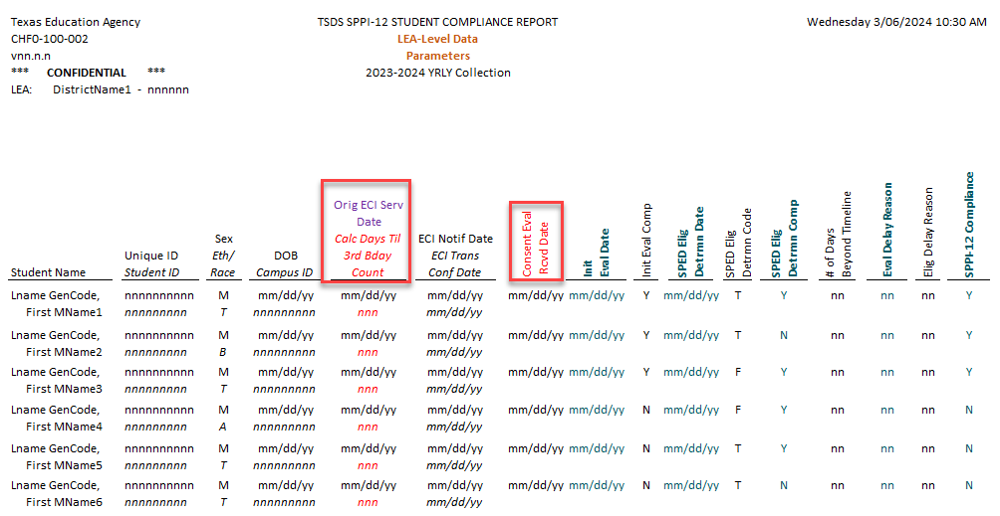 Texas Education Agency TSDS SPPI-12 STUDENT COMPLIANCE REPORT Wednesday 3/06/2024 10:30 AM
CHF0-100-002 LEA-Level Data
vnn.n.n Parameters
*** CONFIDENTIAL *** 2023-2024 YRLY Collection
LEA: DistrictName1 - nnnnnn
Student Name
Unique ID
Student ID
Sex
Eth/
Race
DOB
Campus ID
Orig ECI Serv
Date
Calc Days Til
3rd Bday
Count
ECI Notif Date
ECI Trans
Conf Date
Consent Eval
Rcvd Date
Init
Eval Date
Init Eval Comp
SPED Elig
Detrmn Date
SPED Elig
Detrmn Code
SPED Elig
Detrmn Comp
# of Days
Beyond Timeline
Eval Delay Reason
Elig Delay Reason
SPPI-12 Compliance
Lname GenCode, nnnnnnnnnn M mm/dd/yy mm/dd/yy mm/dd/yy mm/dd/yy mm/dd/yy Y mm/dd/yy T Y nn nn nn Y
First MName1 nnnnnnnnn T nnnnnnnnn nnn mm/dd/yy
Lname GenCode, nnnnnnnnnn M mm/dd/yy mm/dd/yy mm/dd/yy mm/dd/yy mm/dd/yy Y mm/dd/yy T N nn nn nn Y
First MName2 nnnnnnnnn B nnnnnnnnn nnn mm/dd/yy
Lname GenCode, nnnnnnnnnn M mm/dd/yy mm/dd/yy mm/dd/yy mm/dd/yy mm/dd/yy Y mm/dd/yy F Y nn nn nn Y
First MName3 nnnnnnnnn T nnnnnnnnn nnn mm/dd/yy
Lname GenCode, nnnnnnnnnn M mm/dd/yy mm/dd/yy mm/dd/yy mm/dd/yy mm/dd/yy N mm/dd/yy F Y nn nn nn N
First MName4 nnnnnnnnn A nnnnnnnnn nnn mm/dd/yy
Lname GenCode, nnnnnnnnnn M mm/dd/yy mm/dd/yy mm/dd/yy mm/dd/yy mm/dd/yy N mm/dd/yy T Y nn nn nn N
First MName5 nnnnnnnnn T nnnnnnnnn nnn mm/dd/yy
Lname GenCode, nnnnnnnnnn M mm/dd/yy mm/dd/yy mm/dd/yy mm/dd/yy mm/dd/yy N mm/dd/yy T N nn nn nn N
First MName6 nnnnnnnnn T nnnnnnnnn nnn mm/dd/yy